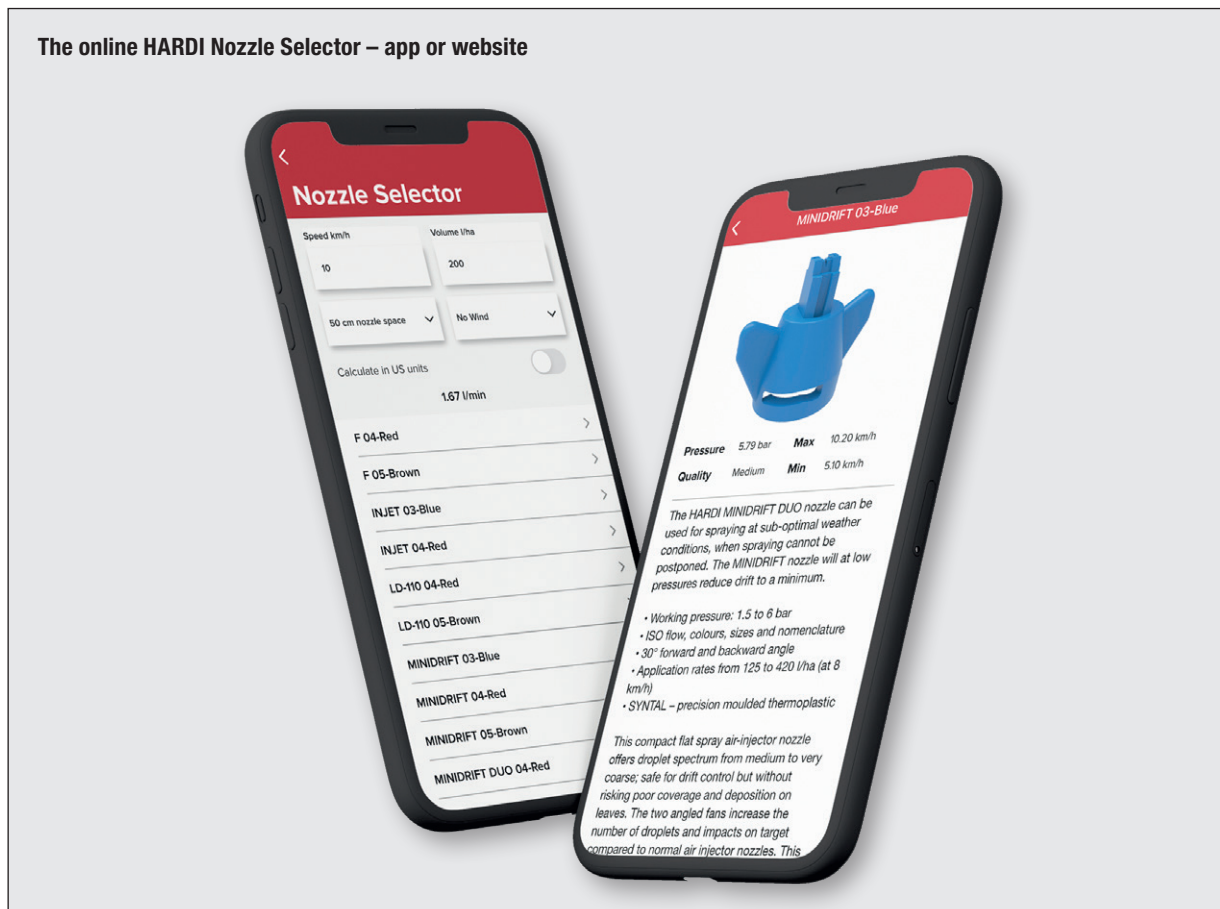 The online HARDI Nozzle Selector – app or website
Nozzle Selector
Speed km/h
Volume l/ha
10
200
50 cm nozzle space
No Wind
Calculate in US units
1.67 l/min
F 04-Red
F 05-Brown
INJET 03-Blue
INJET 04-Red
LD-110 04-Red
LD-110 05-Brown
MINIDRIFT 03-Blue
MINIDRIFT 04-Red
MINIDRIFT 05-Brown
MINIDRIFT DUO 04-Red
MINIDRIFT 03-Blue
Pressure 5.79 bar Max 10.20 km/h
Quality Medium Min 5.10 km/h
The HARDI MINIDRIFT DUO nozzle can be
used for spraying at sub-optimal weather
conditions, when spraying cannot be
postponed. The MINIDRIFT nozzle will at low
pressures reduce drift to a minimum.
• Working pressure: 1.5 to 6 bar
• ISO flow, colours, sizes and nomenclature
• 30° forward and backward angle
• Application rates from 125 to 420 l/ha (at 8
km/h)
• SYNTAL – precision moulded thermoplastic
This compact flat spray air-injector nozzle
offers droplet spectrum from medium to very
coarse; safe for drift control but without
risking poor coverage and deposition on
leaves. The two angled fans increase the
number of droplets and impacts on target
compared to normal air injector nozzles. This